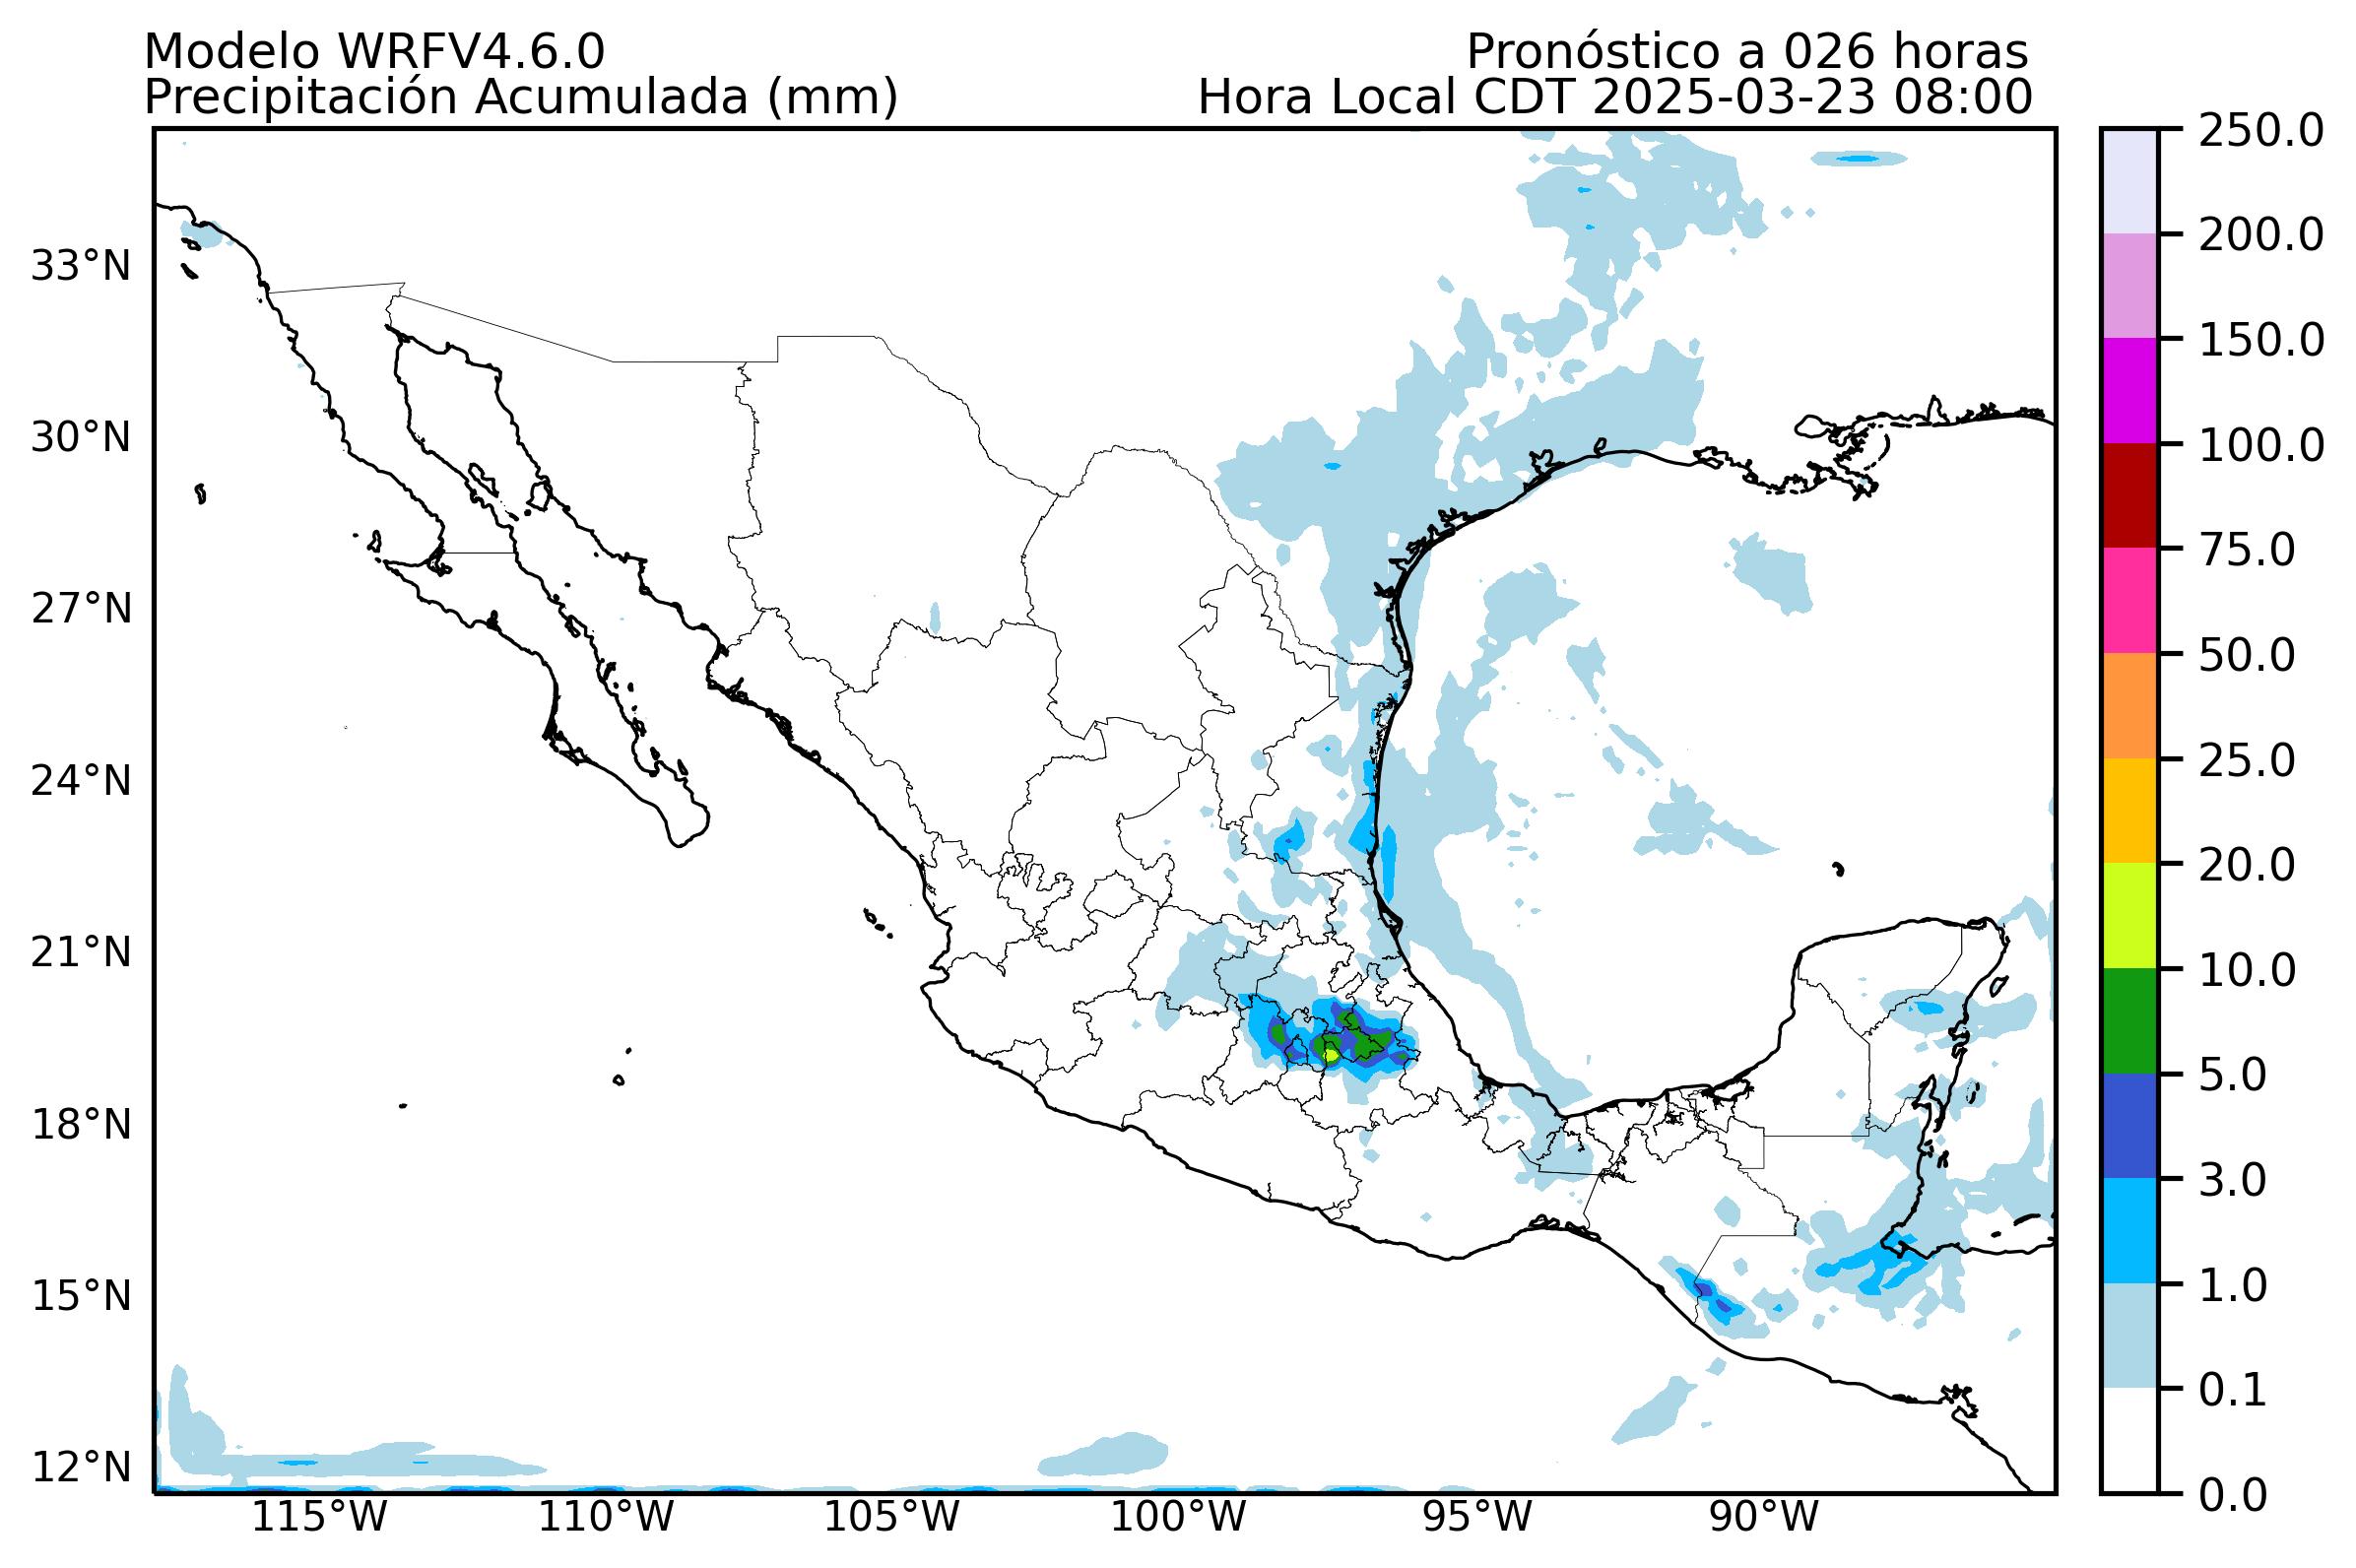 Modelo WRFV4.6.0
Pronóstico a 026 horas
Precipitación Acumulada (mm)
Hora Local CDT 2025-03-23 08:00
33°N
30°N
27°N
24°N
21°N
18°N
15°N
12°N
115°W
110°W
105°W
100°W
95°W
90°W
250.0
200.0
150.0
100.0
75.0
50.0
25.0
20.0
10.0
5.0
3.0
1.0
0.1
0.0